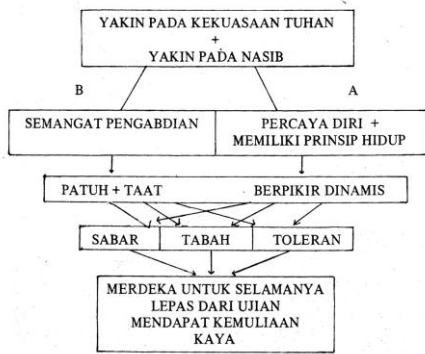 YAKIN PADA KEKUASAAN TUHAN
+
YAKIN PADA NASIB
B
A
SEMANGAT PENGABDIAN
PERCAYA DIRI +
MEMILIKI PRINSIP HIDUP
PATUH + TAAT
BERPIKIR DINAMIS
SABAR
TABAH
TOLERAN
MERDEKA UNTUK SELAMANYA
LEPAS DARI UJIAN
MENDAPAT KEMULIAAN
KAYA